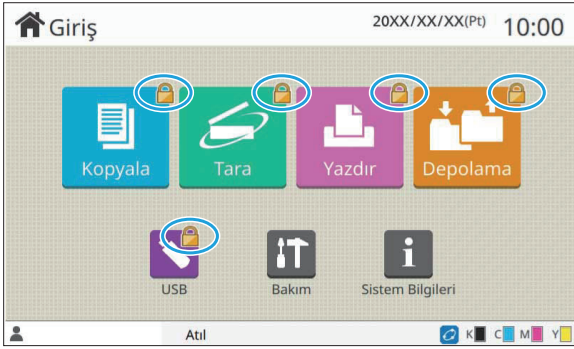 Giriş
20XX/XX/XX(Pt) 10:00
Kopyala Tara Yazdır Depolama
USB Bakım Sistem Bilgileri
Atıl K C M Y